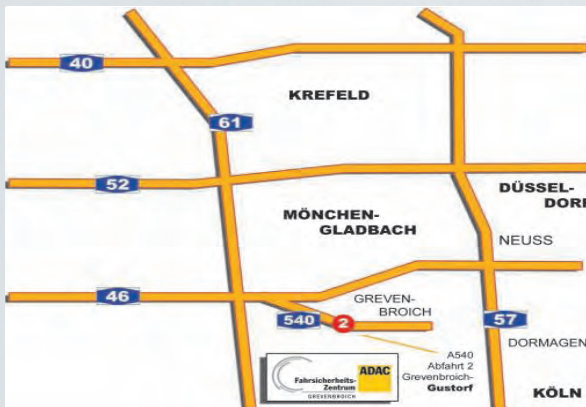 40
KREFELD
61
52
DÜSSEL-
DORF
MÖNCHEN-
GLADBACH
NEUSS
46
GREVEN-
BROICH
540
2
57
A540
Abfahrt 2
Grevenbroich-
Gustorf
DORMAGEN
Fahrsicherheits-
Zentrum
GREVENBROICH
ADAC
KÖLN